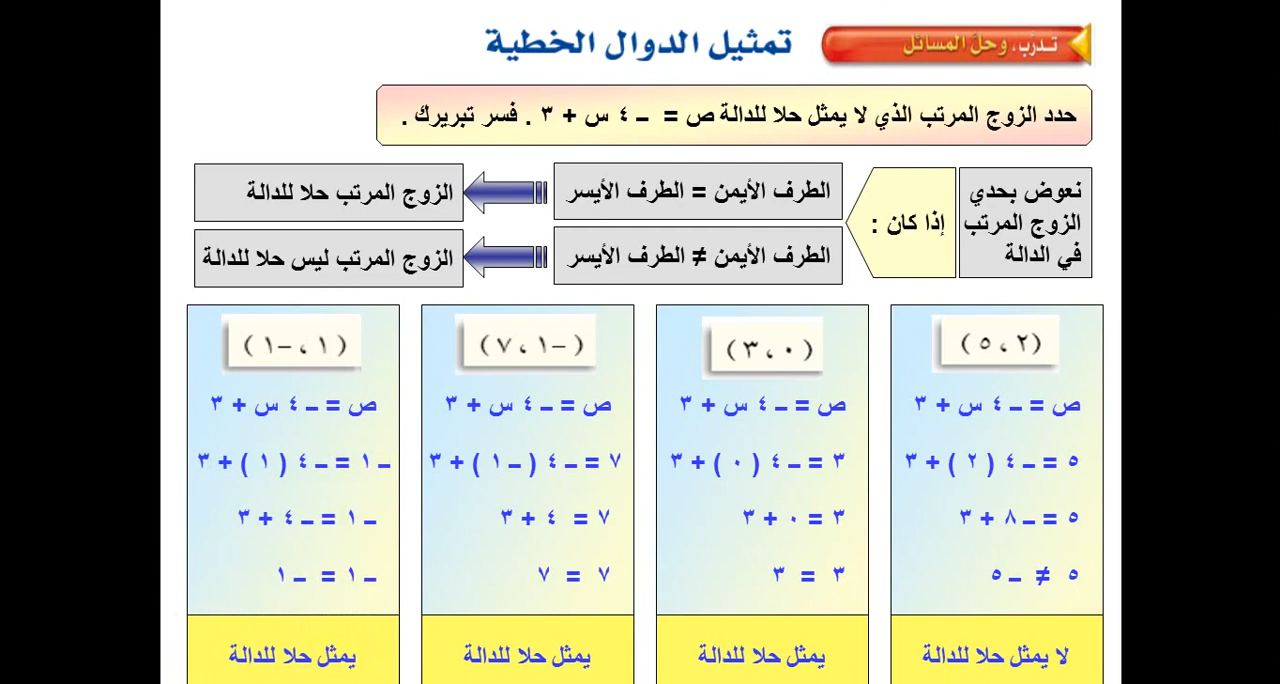 تدرَّب، وحلَّ المسائل
تمثيل الدوال الخطية
حدد الزوج المرتب الذي لا يمثل حلا للدالة ص = – ٤ س + ٣ . فسر تبريرك .
نعوض بحدي
الزوج المرتب
في الدالة
إذا كان :
الطرف الأيمن = الطرف الأيسر
الزوج المرتب حلا للدالة
الطرف الأيمن ≠ الطرف الأيسر
الزوج المرتب ليس حلا للدالة
(٢، ٥)
ص = – ٤ س + ٣
٥ = – ٤ ( ٢ ) + ٣
٥ = – ٨ + ٣
٥ ≠ – ٥
لا يمثل حلا للدالة
(٠، ٣)
ص = – ٤ س + ٣
٣ = – ٤ ( ٠ ) + ٣
٣ = ٠ + ٣
٣ = ٣
يمثل حلا للدالة
(–١، ٧)
ص = – ٤ س + ٣
٧ = – ٤ ( – ١ ) + ٣
٧ = ٤ + ٣
٧ = ٧
يمثل حلا للدالة
(١، –١)
ص = – ٤ س + ٣
– ١ = – ٤ ( ١ ) + ٣
– ١ = – ٤ + ٣
– ١ = – ١
يمثل حلا للدالة